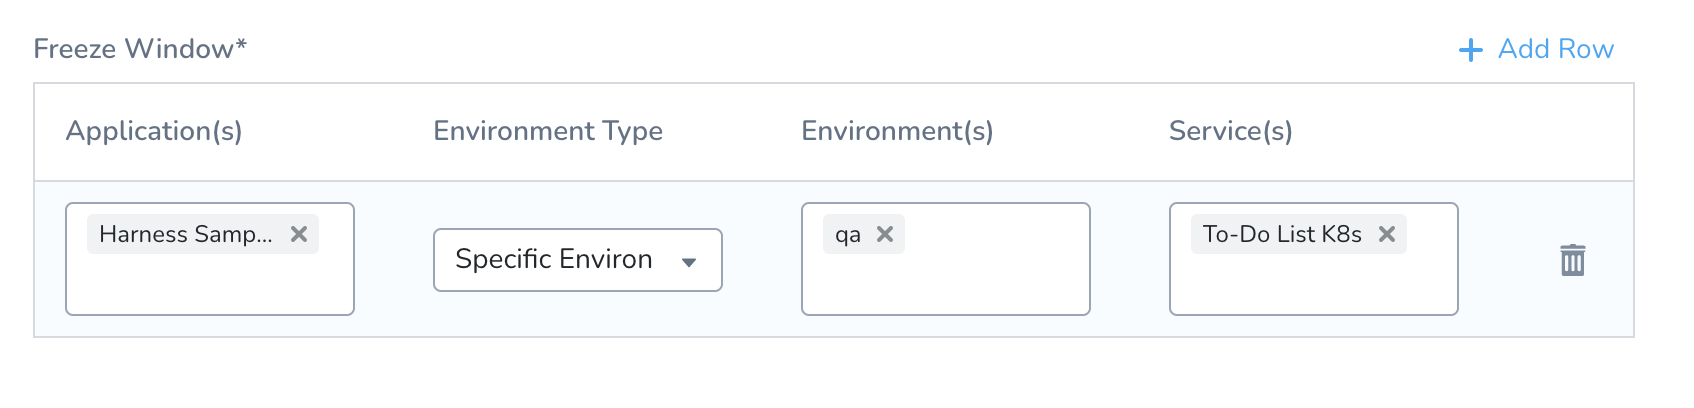 Freeze Window*
Add Row
Application(s) Environment Type Environment(s) Service(s)
Harness Samp... Specific Environ qa To-Do List K8s